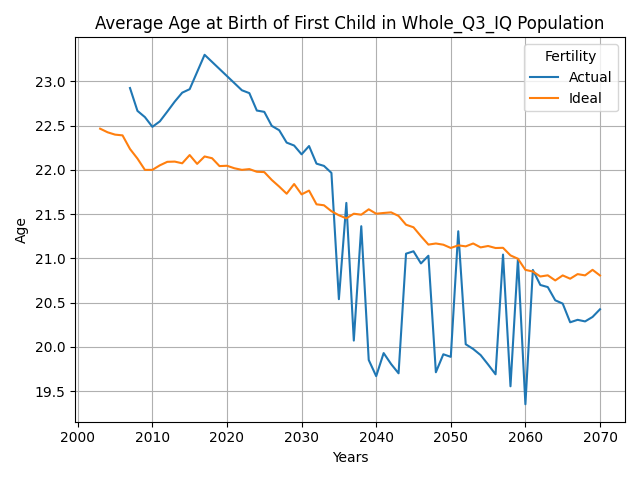 Average Age at Birth of First Child in Whole_Q3_IQ Population
Fertility
Actual
Ideal
Age
23.0
22.5
22.0
21.5
21.0
20.5
20.0
19.5
2000 2010 2020 2030 2040 2050 2060 2070
Years